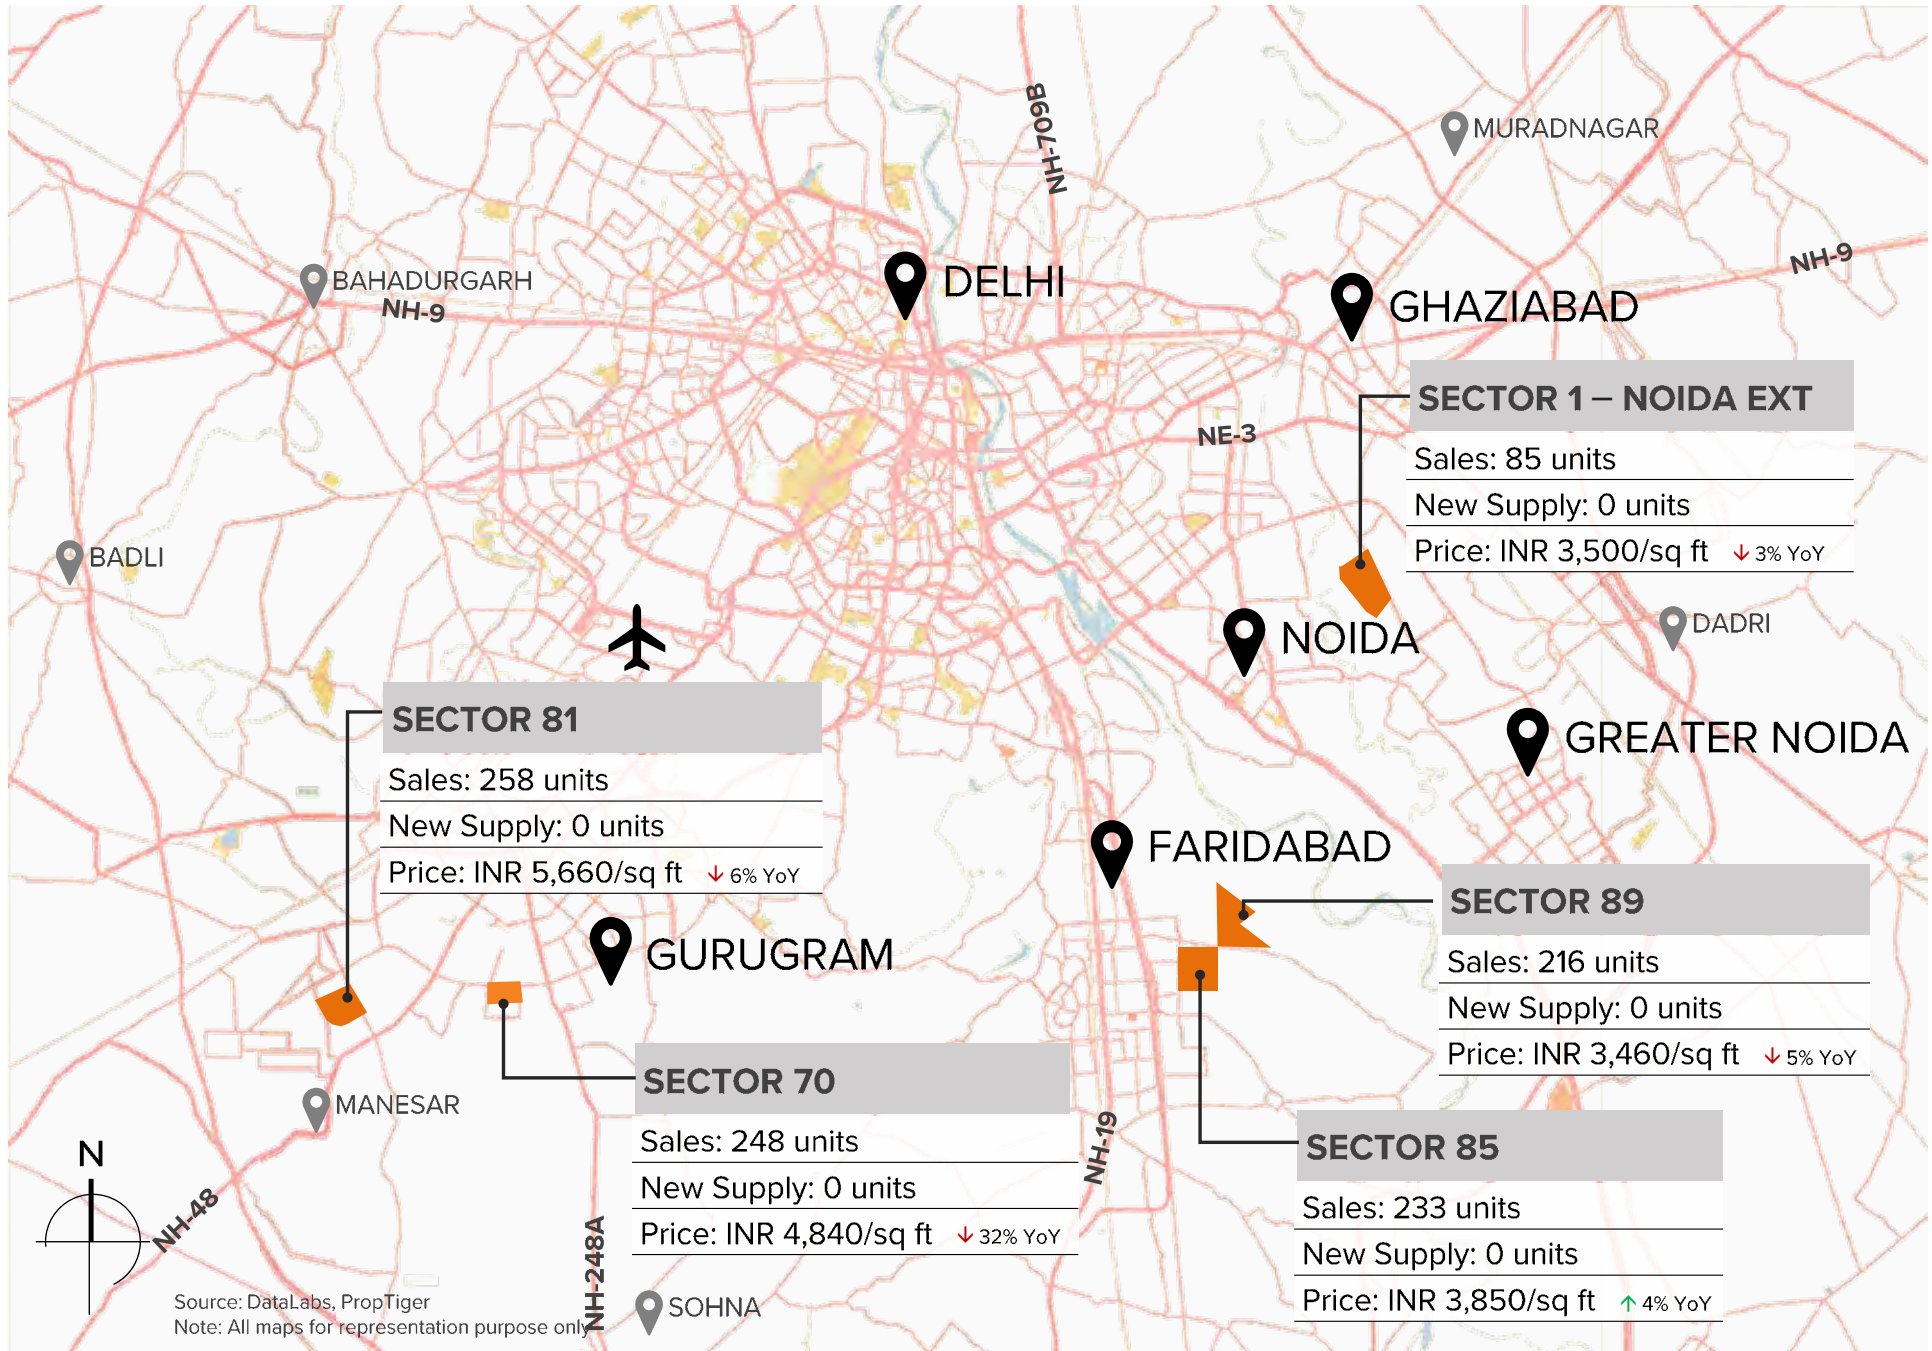 NH-709B
MURADNAGAR
NH-9
BAHADURGARH
NH-9
DELHI
GHAZIABAD
SECTOR 1 – NOIDA EXT
Sales: 85 units
New Supply: 0 units
Price: INR 3,500/sq ft ↓ 3% YoY
NE-3
BADLI
DADRI
NOIDA
GREATER NOIDA
SECTOR 81
Sales: 258 units
New Supply: 0 units
Price: INR 5,660/sq ft ↓ 6% YoY
FARIDABAD
SECTOR 89
Sales: 216 units
New Supply: 0 units
Price: INR 3,460/sq ft ↓ 5% YoY
GURUGRAM
SECTOR 70
Sales: 248 units
New Supply: 0 units
Price: INR 4,840/sq ft ↓ 32% YoY
MANESAR
NH-19
SECTOR 85
Sales: 233 units
New Supply: 0 units
Price: INR 3,850/sq ft ↑ 4% YoY
N
NH-48
NH-248A
SOHNA
Source: DataLabs, PropTiger
Note: All maps for representation purpose only